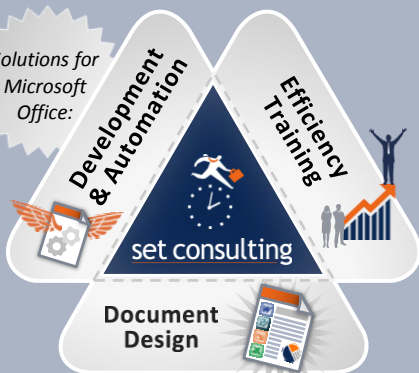 olutions for
Microsoft
Office:
Development
& Automation
Efficiency
Training
set consulting
Document
Design